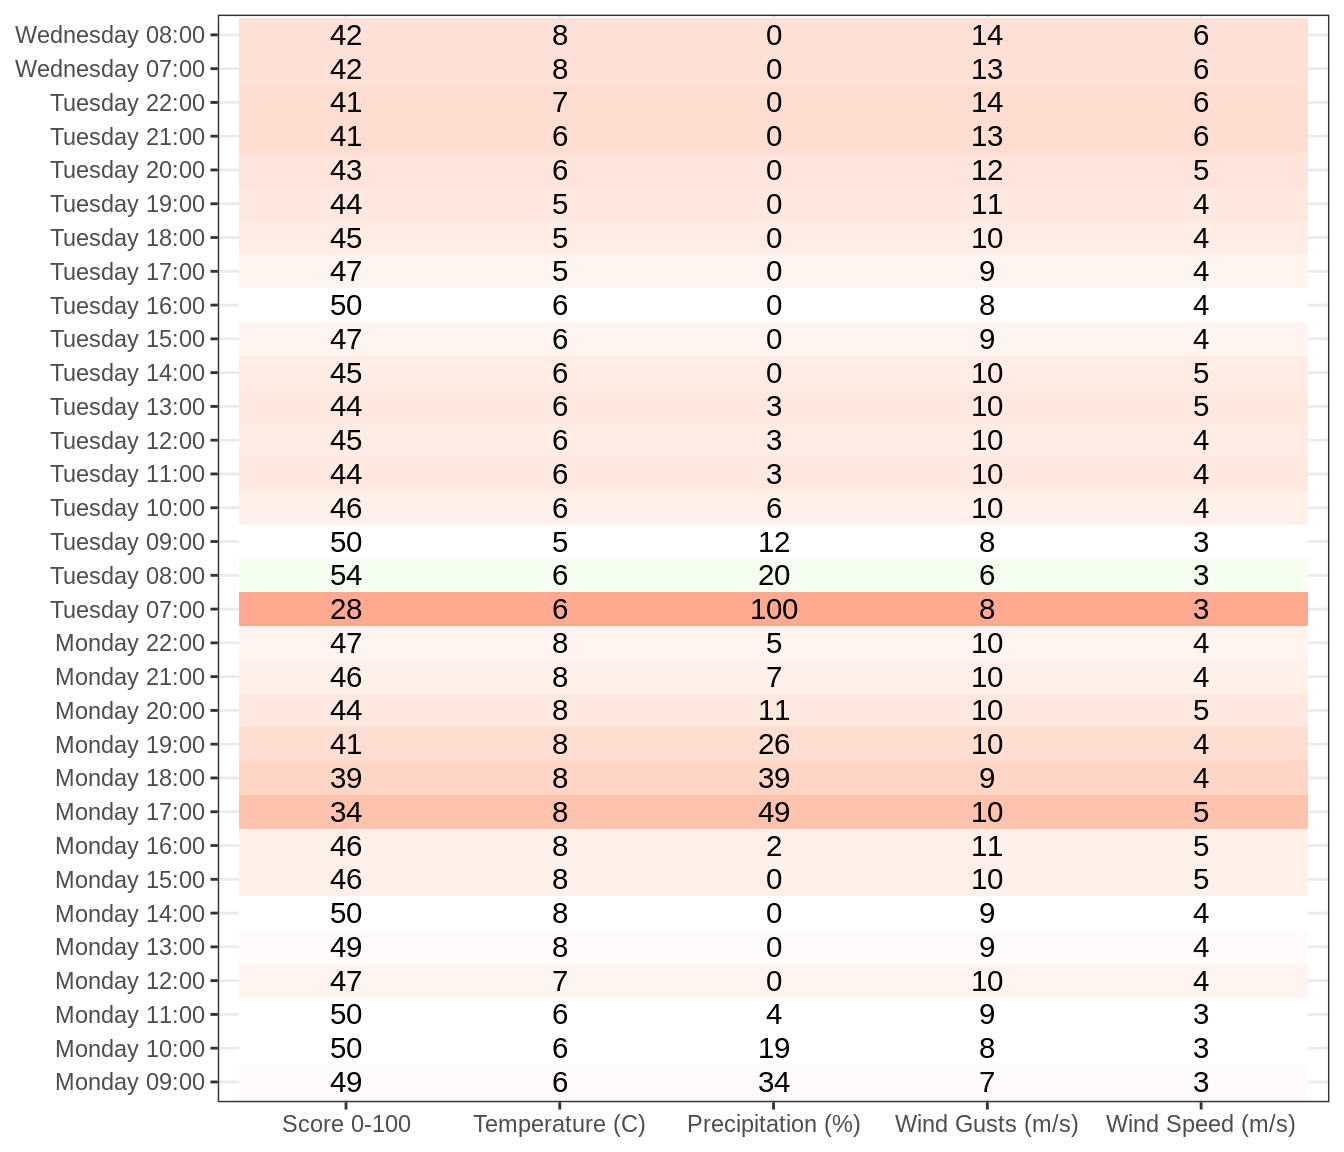 Wednesday 08:00 42 8 0 14 6
Wednesday 07:00 42 8 0 13 6
Tuesday 22:00 41 7 0 14 6
Tuesday 21:00 41 6 0 13 6
Tuesday 20:00 43 6 0 12 5
Tuesday 19:00 44 5 0 11 4
Tuesday 18:00 45 5 0 10 4
Tuesday 17:00 47 5 0 9 4
Tuesday 16:00 50 6 0 8 4
Tuesday 15:00 47 6 0 9 4
Tuesday 14:00 45 6 0 10 5
Tuesday 13:00 44 6 3 10 5
Tuesday 12:00 45 6 3 10 4
Tuesday 11:00 44 6 3 10 4
Tuesday 10:00 46 6 6 10 4
Tuesday 09:00 50 5 12 8 3
Tuesday 08:00 54 6 20 6 3
Tuesday 07:00 28 6 100 8 3
Monday 22:00 47 8 5 10 4
Monday 21:00 46 8 7 10 4
Monday 20:00 44 8 11 10 5
Monday 19:00 41 8 26 10 4
Monday 18:00 39 8 39 9 4
Monday 17:00 34 8 49 10 5
Monday 16:00 46 8 2 11 5
Monday 15:00 46 8 0 10 5
Monday 14:00 50 8 0 9 4
Monday 13:00 49 8 0 9 4
Monday 12:00 47 7 0 10 4
Monday 11:00 50 6 4 9 3
Monday 10:00 50 6 19 8 3
Monday 09:00 49 6 34 7 3
Score 0-100 Temperature (C) Precipitation (%) Wind Gusts (m/s) Wind Speed (m/s)